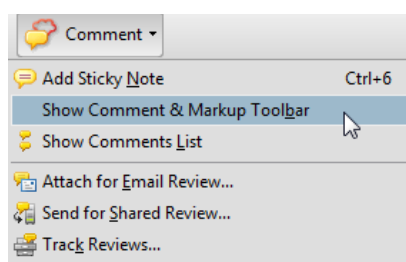 Comment
Add Sticky Note Ctrl+6
Show Comment & Markup Toolbar
Show Comments List
Attach for Email Review...
Send for Shared Review...
Track Reviews...